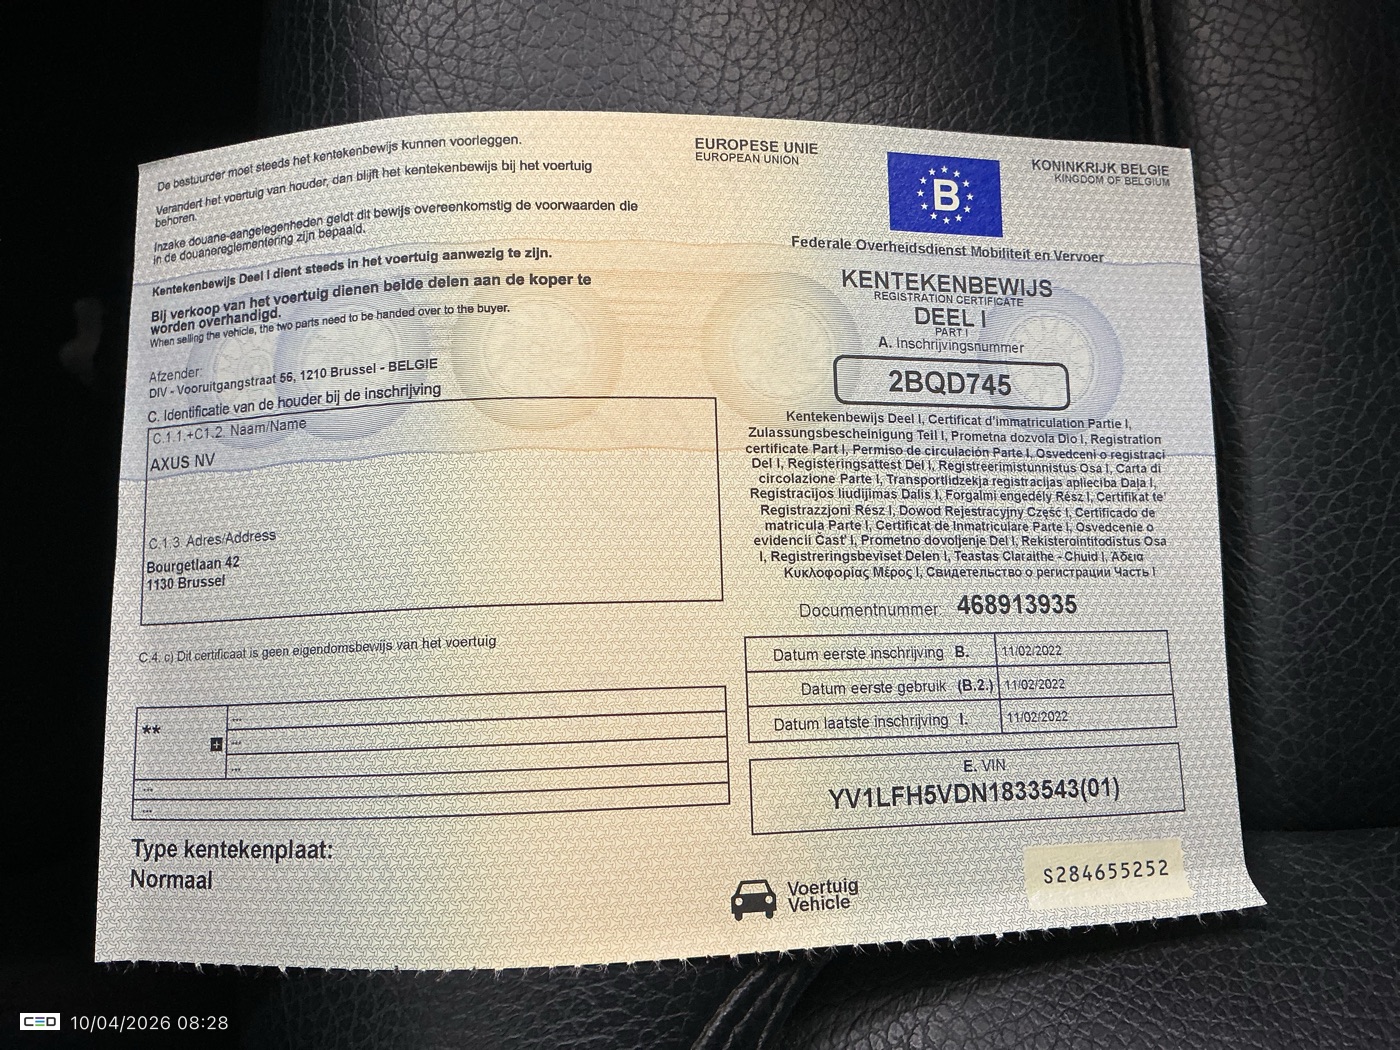 De bestuurder moet steeds het kentekenbewijs kunnen voorleggen.
Verandert het voertuig van houder, dan blijft het kentekenbewijs bij het voertuig
behoren.
Inzake douane-aangelegenheden geldt dit bewijs overeenkomstig de voorwaarden die
in de douanereglementering zijn bepaald.
Kentekenbewijs Deel I dient steeds in het voertuig aanwezig te zijn.
Bij verkoop van het voertuig dienen beide delen aan de koper te
worden overhandigd.
When selling the vehicle, the two parts need to be handed over to the buyer.
Afzender:
DIV - Vooruitgangstraat 56, 1210 Brussel - BELGIE
C. Identificatie van de houder bij de inschrijving
C.1.1.+C1.2. Naam/Name
AXUS NV
C.1.3. Adres/Address
Bourgetlaan 42
1130 Brussel
C.4. c) Dit certificaat is geen eigendomsbewijs van het voertuig
**
+
...
...
...
...
...
Type kentekenplaat:
Normaal
EUROPESE UNIE
EUROPEAN UNION
B
KONINKRIJK BELGIE
KINGDOM OF BELGIUM
Federale Overheidsdienst Mobiliteit en Vervoer
KENTEKENBEWIJS
REGISTRATION CERTIFICATE
DEEL I
PART I
A. Inschrijvingsnummer
2BQD745
Kentekenbewijs Deel I, Certificat d'immatriculation Partie I,
Zulassungsbescheinigung Teil I, Prometna dozvola Dio I, Registration
certificate Part I, Permiso de circulación Parte I, Osvedceni o registraci
Del I, Registeringsattest Del I, Registreerimistunnistus Osa I, Carta di
circolazione Parte I, Transportlidzekja registracijas aplieciba Daļa I,
Registracijos liudijimas Dalis I, Forgalmi engedély Rész I, Certifikat te'
Registrazzjoni Rész I, Dowod Rejestracyjny Część I, Certificado de
matricula Parte I, Certificat de Inmatriculare Parte I, Osvedcenie o
evidencii Časť I, Prometno dovoljenje Del I, Rekisterointitodistus Osa
I, Registreringsbeviset Delen I, Teastas Claraithe - Chuid I, Άδεια
Κυκλοφορίας Μέρος I, Свидетельство о регистрации Часть I
Documentnummer: 468913935
Datum eerste inschrijving B. 11/02/2022
Datum eerste gebruik (B.2.) 11/02/2022
Datum laatste inschrijving I. 11/02/2022
E. VIN
YV1LFH5VDN1833543(01)
Voertuig
Vehicle
S284655252
CED 10/04/2026 08:28